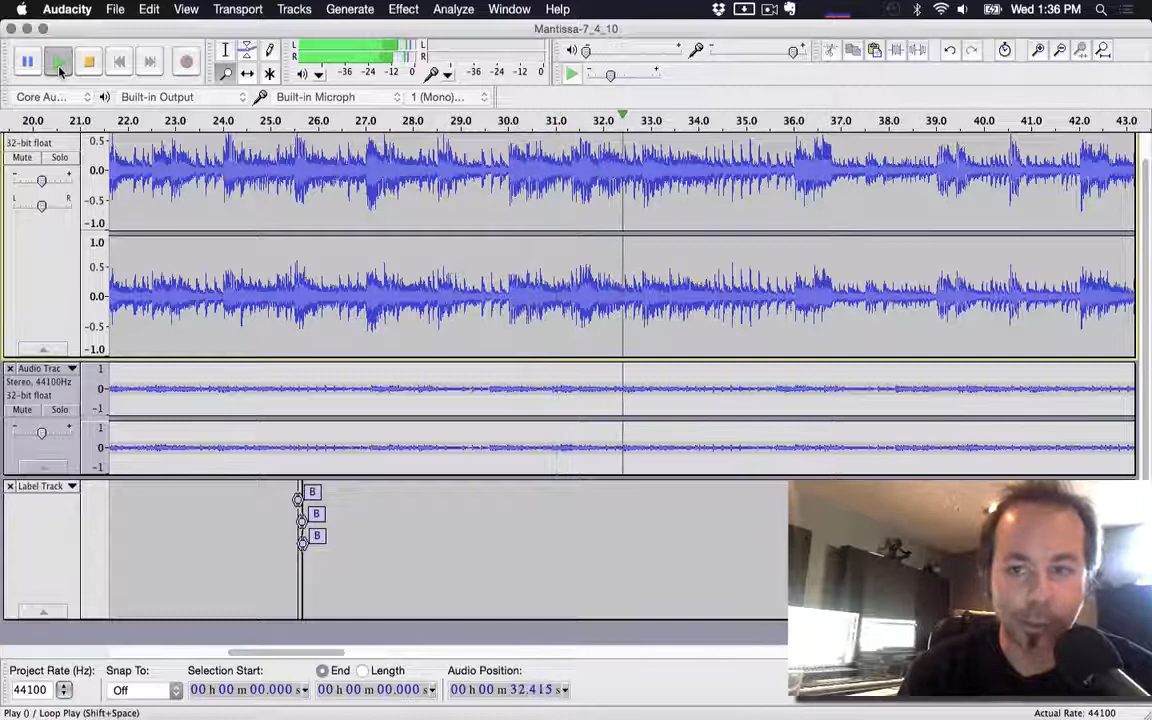 Audacity File Edit View Transport Tracks Generate Effect Analyze Window Help Wed 1:36 PM
Mantissa-7_4_10
L L
R R
-36 -24 -12 0 -36 -24 -12 0
Core Au... Built-in Output Built-in Microph 1 (Mono)...
20.0 21.0 22.0 23.0 24.0 25.0 26.0 27.0 28.0 29.0 30.0 31.0 32.0 33.0 34.0 35.0 36.0 37.0 38.0 39.0 40.0 41.0 42.0 43.0
32-bit float 0.5
Mute Solo
- + 0.0
L R -0.5
-1.0
1.0
0.5
0.0
-0.5
-1.0
Audio Trac 1
Stereo, 44100Hz
32-bit float 0
Mute Solo -1
- + 1
0
-1
Label Track B
B
B
Project Rate (Hz): Snap To: Selection Start: End Length Audio Position:
44100 Off 00 h 00 m 00.000 s 00 h 00 m 00.000 s 00 h 00 m 32.415 s
Play () / Loop Play (Shift+Space) Actual Rate: 44100